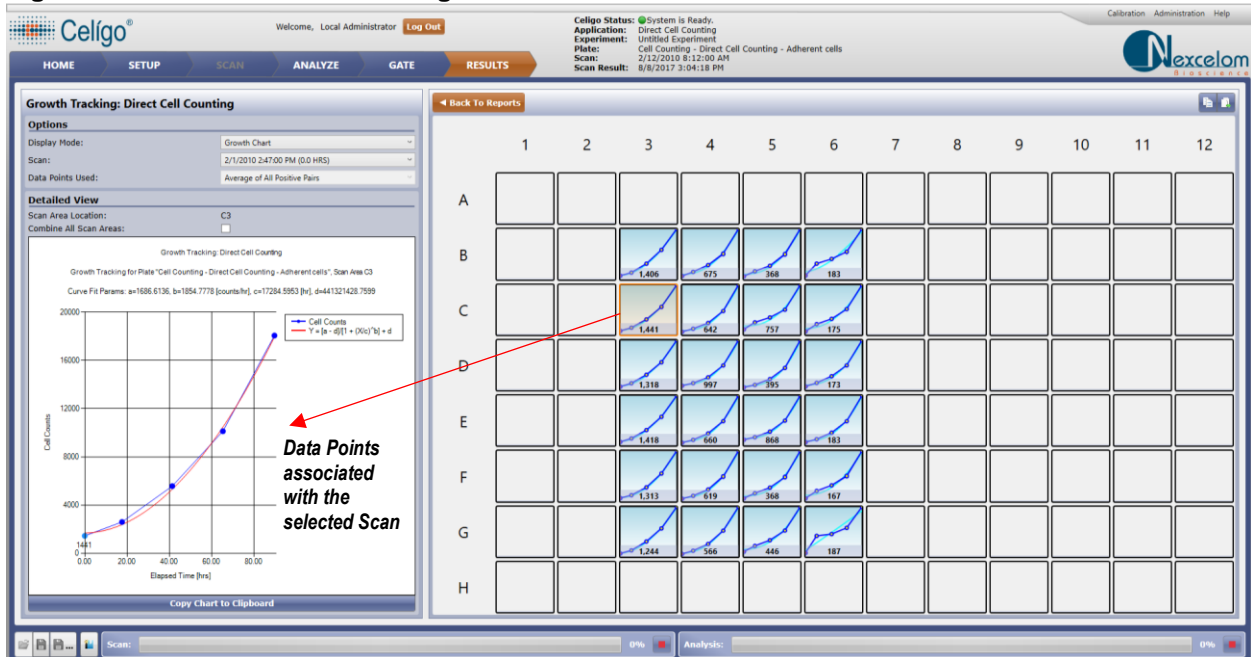 Celígo®
Welcome, Local Administrator Log Out
Celigo Status: System is Ready.
Application: Direct Cell Counting
Experiment: Untitled Experiment
Plate: Cell Counting - Direct Cell Counting - Adherent cells
Scan: 2/12/2010 8:12:00 AM
Scan Result: 8/8/2017 3:04:18 PM
Calibration Administration Help
Nexcelom
Bioscience
HOME SETUP SCAN ANALYZE GATE RESULTS
Growth Tracking: Direct Cell Counting
Options
Display Mode: Growth Chart
Scan: 2/1/2010 2:47:00 PM (0.0 HRS)
Data Points Used: Average of All Positive Pairs
Detailed View
Scan Area Location: C3
Combine All Scan Areas:
Growth Tracking: Direct Cell Counting
Growth Tracking for Plate "Cell Counting - Direct Cell Counting - Adherent cells", Scan Area C3
Curve Fit Params: a=1686.6136, b=1854.7778 [counts/hr], c=17284.5953 [hr], d=441321428.7599
Cell Counts
Y = [a - d]/[1 + (X/c)^b] + d
20000
16000
12000
8000
4000
0
1441
Cell Counts
0.00 20.00 40.00 60.00 80.00
Elapsed Time [hrs]
Copy Chart to Clipboard
Data Points
associated
with the
selected Scan
Back To Reports
1 2 3 4 5 6 7 8 9 10 11 12
A
B 1,406 675 368 183
C 1,441 642 757 175
D 1,318 997 395 173
E 1,418 660 868 183
F 1,313 619 368 167
G 1,244 566 446 187
H
Scan: 0% Analysis: 0%